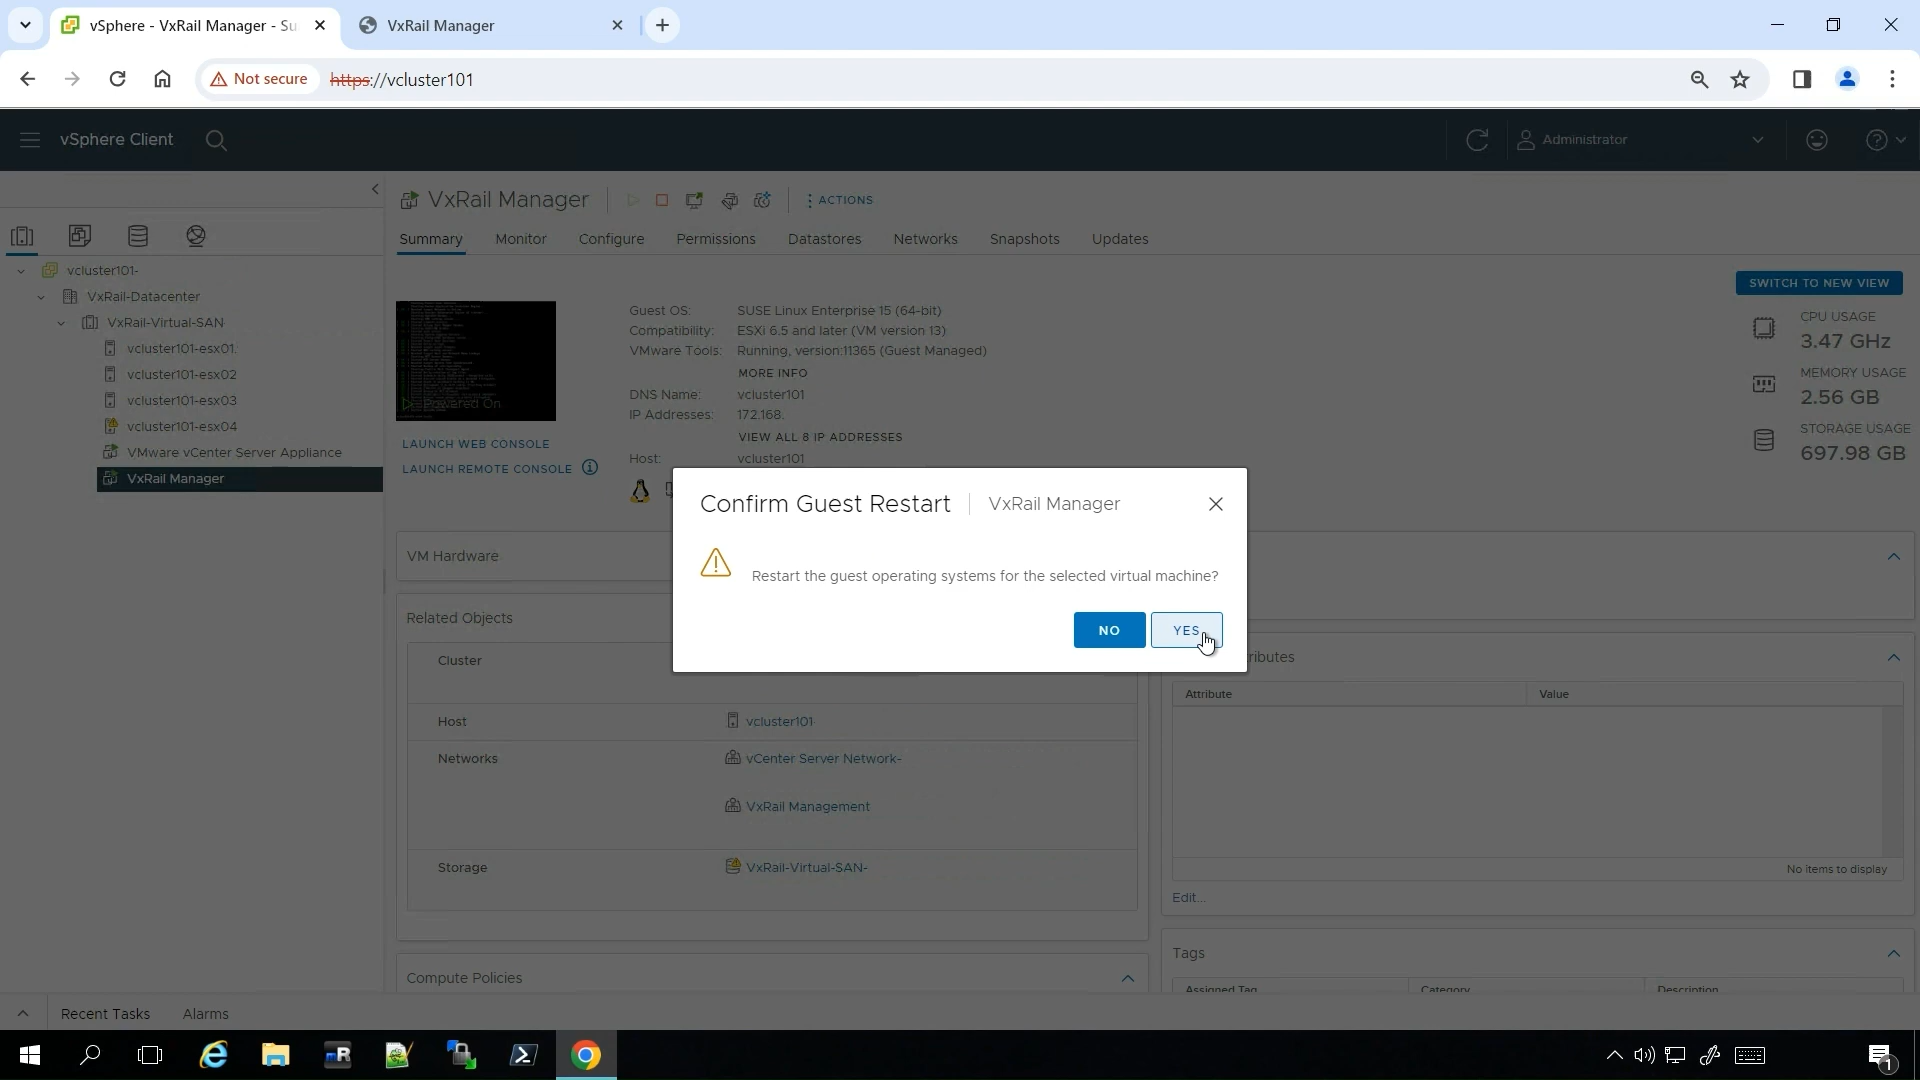 vSphere - VxRail Manager - Su
VxRail Manager
Not secure
https://vcluster101
vSphere Client
Administrator
VxRail Manager
ACTIONS
Summary
Monitor
Configure
Permissions
Datastores
Networks
Snapshots
Updates
vcluster101-
VxRail-Datacenter
VxRail-Virtual-SAN
vcluster101-esx01.
vcluster101-esx02
vcluster101-esx03
vcluster101-esx04
VMware vCenter Server Appliance
VxRail Manager
SWITCH TO NEW VIEW
Powered On
LAUNCH WEB CONSOLE
LAUNCH REMOTE CONSOLE
Guest OS: SUSE Linux Enterprise 15 (64-bit)
Compatibility: ESXi 6.5 and later (VM version 13)
VMware Tools: Running, version:11365 (Guest Managed)
MORE INFO
DNS Name: vcluster101
IP Addresses: 172.168.
VIEW ALL 8 IP ADDRESSES
Host: vcluster101
CPU USAGE
3.47 GHz
MEMORY USAGE
2.56 GB
STORAGE USAGE
697.98 GB
Confirm Guest Restart | VxRail Manager
Restart the guest operating systems for the selected virtual machine?
NO
YES
VM Hardware
Related Objects
Cluster
Host vcluster101
Networks vCenter Server Network-
VxRail Management
Storage VxRail-Virtual-SAN-
Compute Policies
ributes
Attribute Value
No items to display
Edit...
Tags
Assigned Tag Category Description
Recent Tasks
Alarms
1